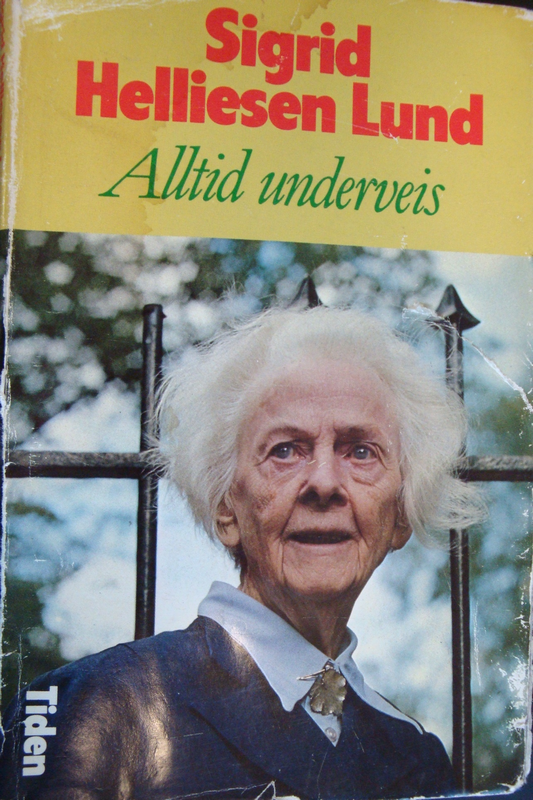 Sigrid
Helliesen Lund
Alltid underveis
Tiden